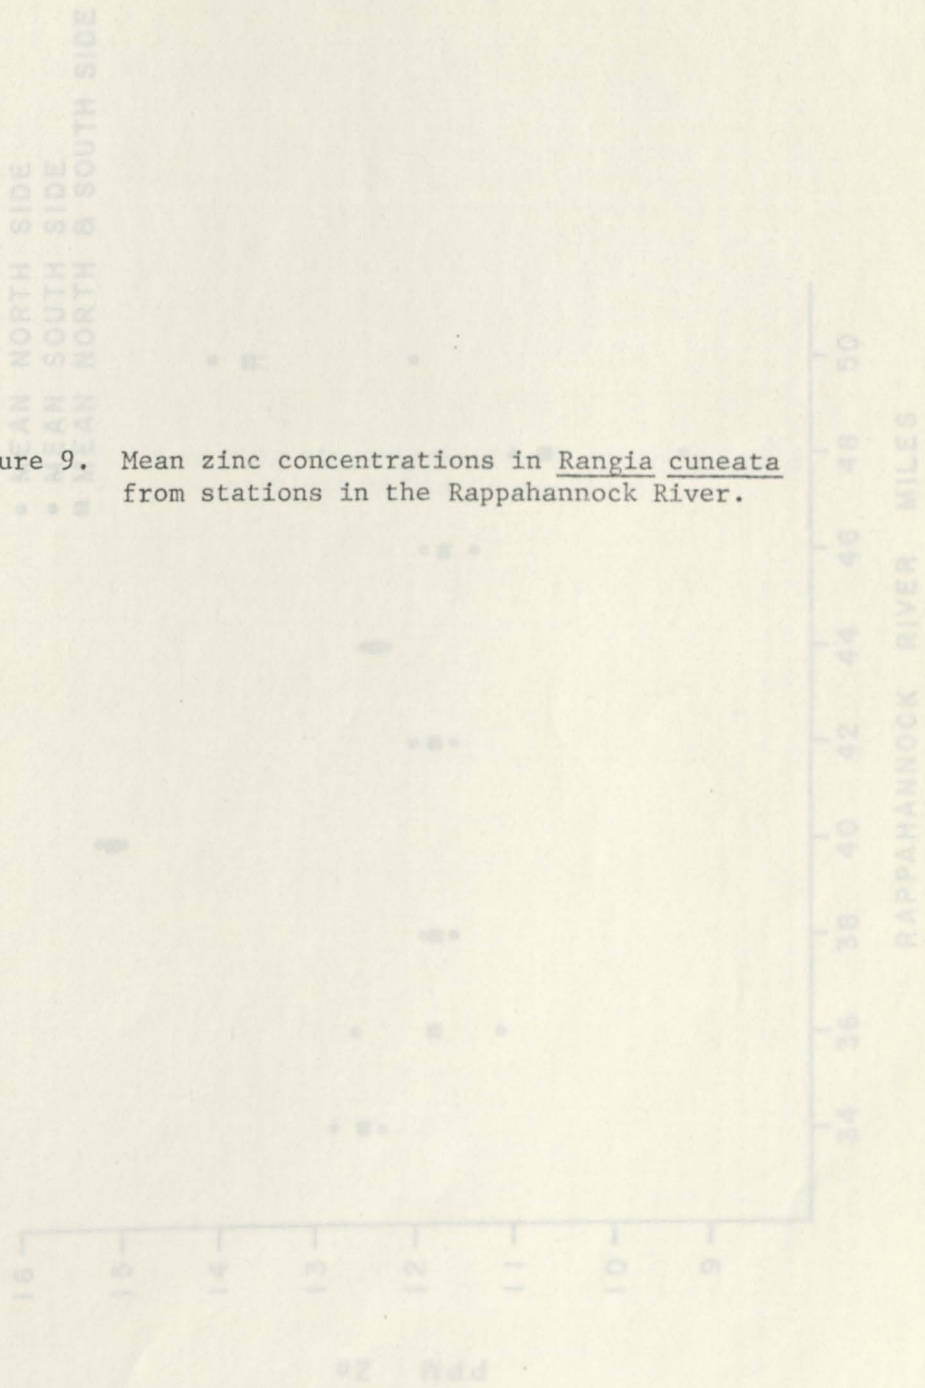 ure 9. Mean zinc concentrations in Rangia cuneata
from stations in the Rappahannock River.
MEAN NORTH SIDE
MEAN SOUTH SIDE
MEAN NORTH & SOUTH SIDE
50
48
46
44
42
40
38
36
34
RAPPAHANNOCK RIVER MILES
16
15
14
13
12
11
10
9
PPM Zn